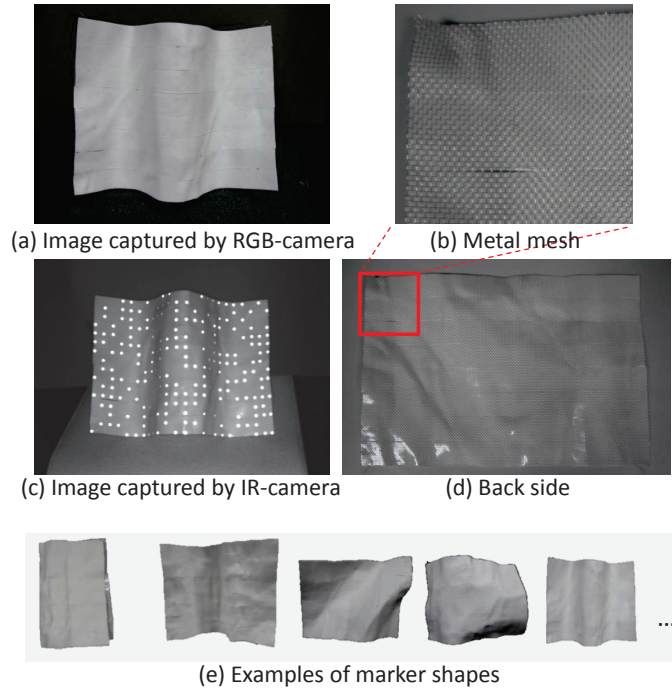 (a) Image captured by RGB-camera
(b) Metal mesh
(c) Image captured by IR-camera
(d) Back side
...
(e) Examples of marker shapes